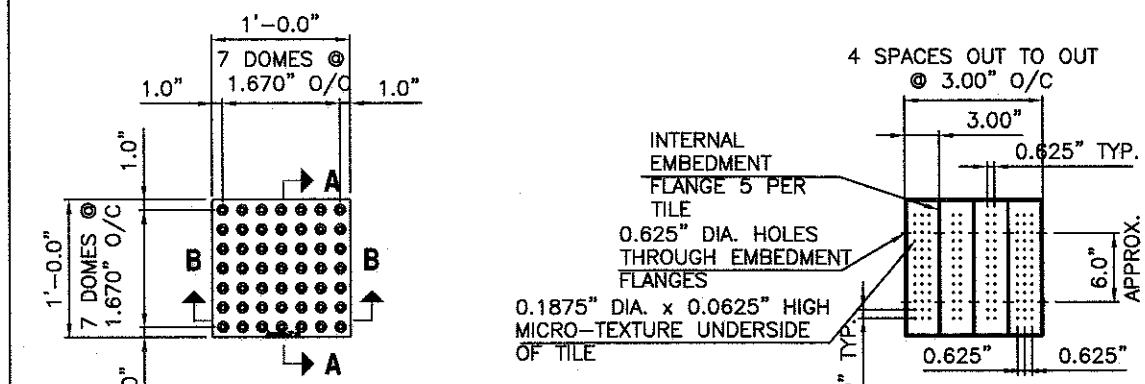 1'-0.0"
7 DOMES @
1.670" O/C
1.0"
1.0"
1.0"
1'-0.0"
7 DOMES @
1.670" O/C
A
B
B
A
4 SPACES OUT TO OUT
@ 3.00" O/C
3.00"
0.625" TYP.
INTERNAL
EMBEDMENT
FLANGE 5 PER
TILE
0.625" DIA. HOLES
THROUGH EMBEDMENT
FLANGES
0.1875" DIA. x 0.0625" HIGH
MICRO-TEXTURE UNDERSIDE
OF TILE
6.0"
APPROX.
TYP.
0.625"
0.625"